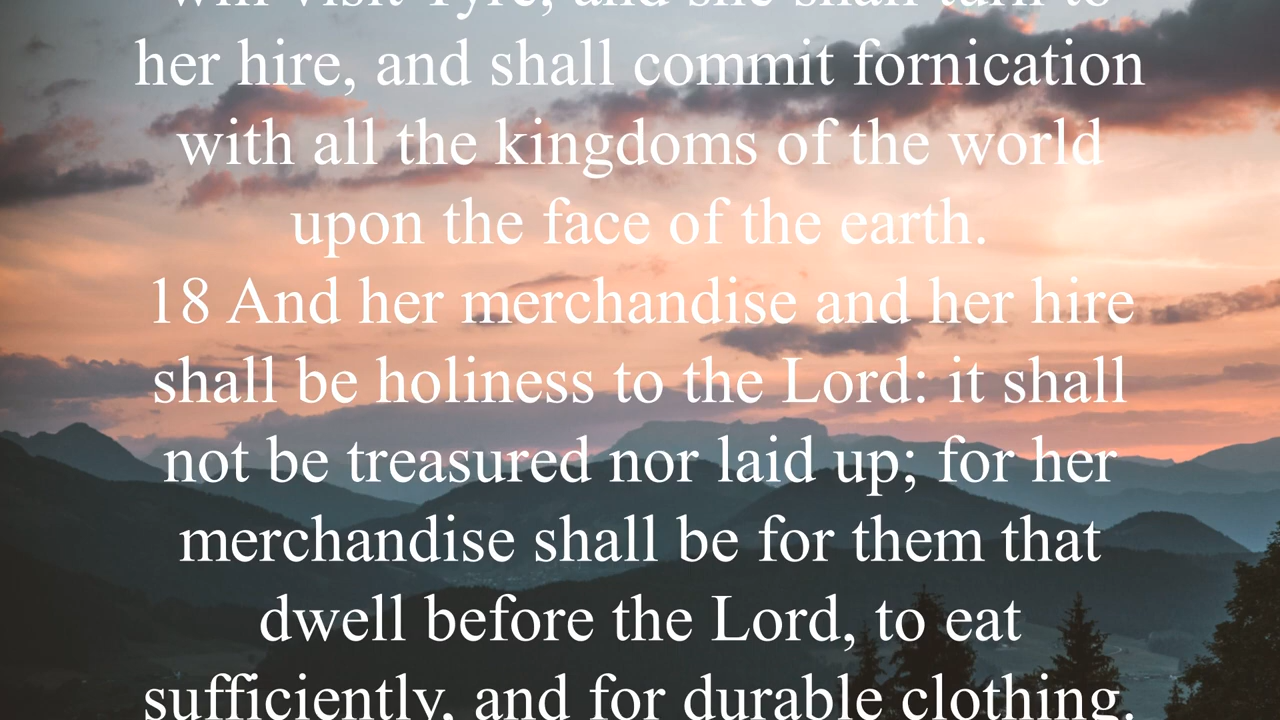 will visit Tyre, and she shall turn to
her hire, and shall commit fornication
with all the kingdoms of the world
upon the face of the earth.
18 And her merchandise and her hire
shall be holiness to the Lord: it shall
not be treasured nor laid up; for her
merchandise shall be for them that
dwell before the Lord, to eat
sufficiently, and for durable clothing.